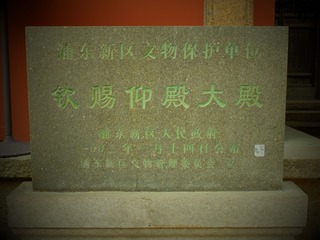 浦东新区文物保护单位
钦赐仰殿大殿
浦东新区人民政府
月十四日公布
浦东新区文物管理委员会 立